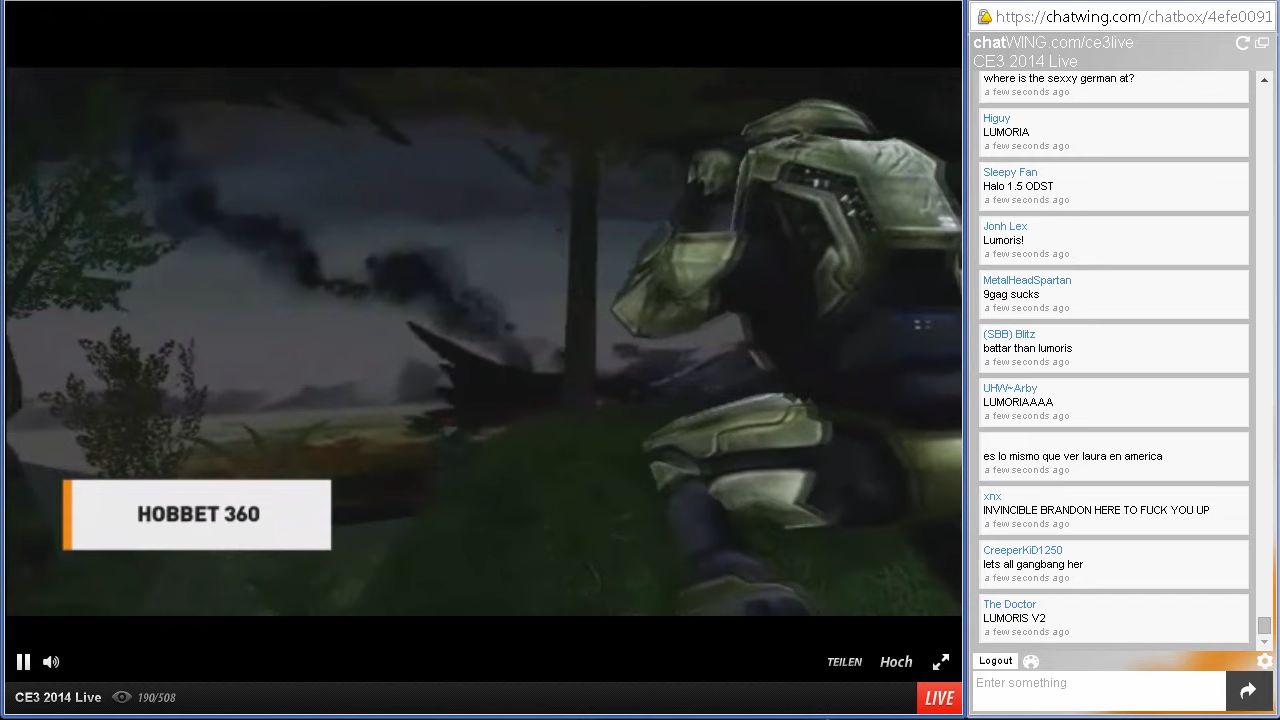 HOBBET 360
TEILEN
Hoch
CE3 2014 Live
190/508
LIVE
https://chatwing.com/chatbox/4efe0091
chatWING.com/ce3live
CE3 2014 Live
where is the sexxy german at?
a few seconds ago
Higuy
LUMORIA
a few seconds ago
Sleepy Fan
Halo 1.5 ODST
a few seconds ago
Jonh Lex
Lumoris!
a few seconds ago
MetalHeadSpartan
9gag sucks
a few seconds ago
(SBB) Blitz
battar than lumoris
a few seconds ago
UHW~Arby
LUMORIAAAA
a few seconds ago
es lo mismo que ver laura en america
a few seconds ago
xnx
INVINCIBLE BRANDON HERE TO FUCK YOU UP
a few seconds ago
CreeperKiD1250
lets all gangbang her
a few seconds ago
The Doctor
LUMORIS V2
a few seconds ago
Logout
Enter something